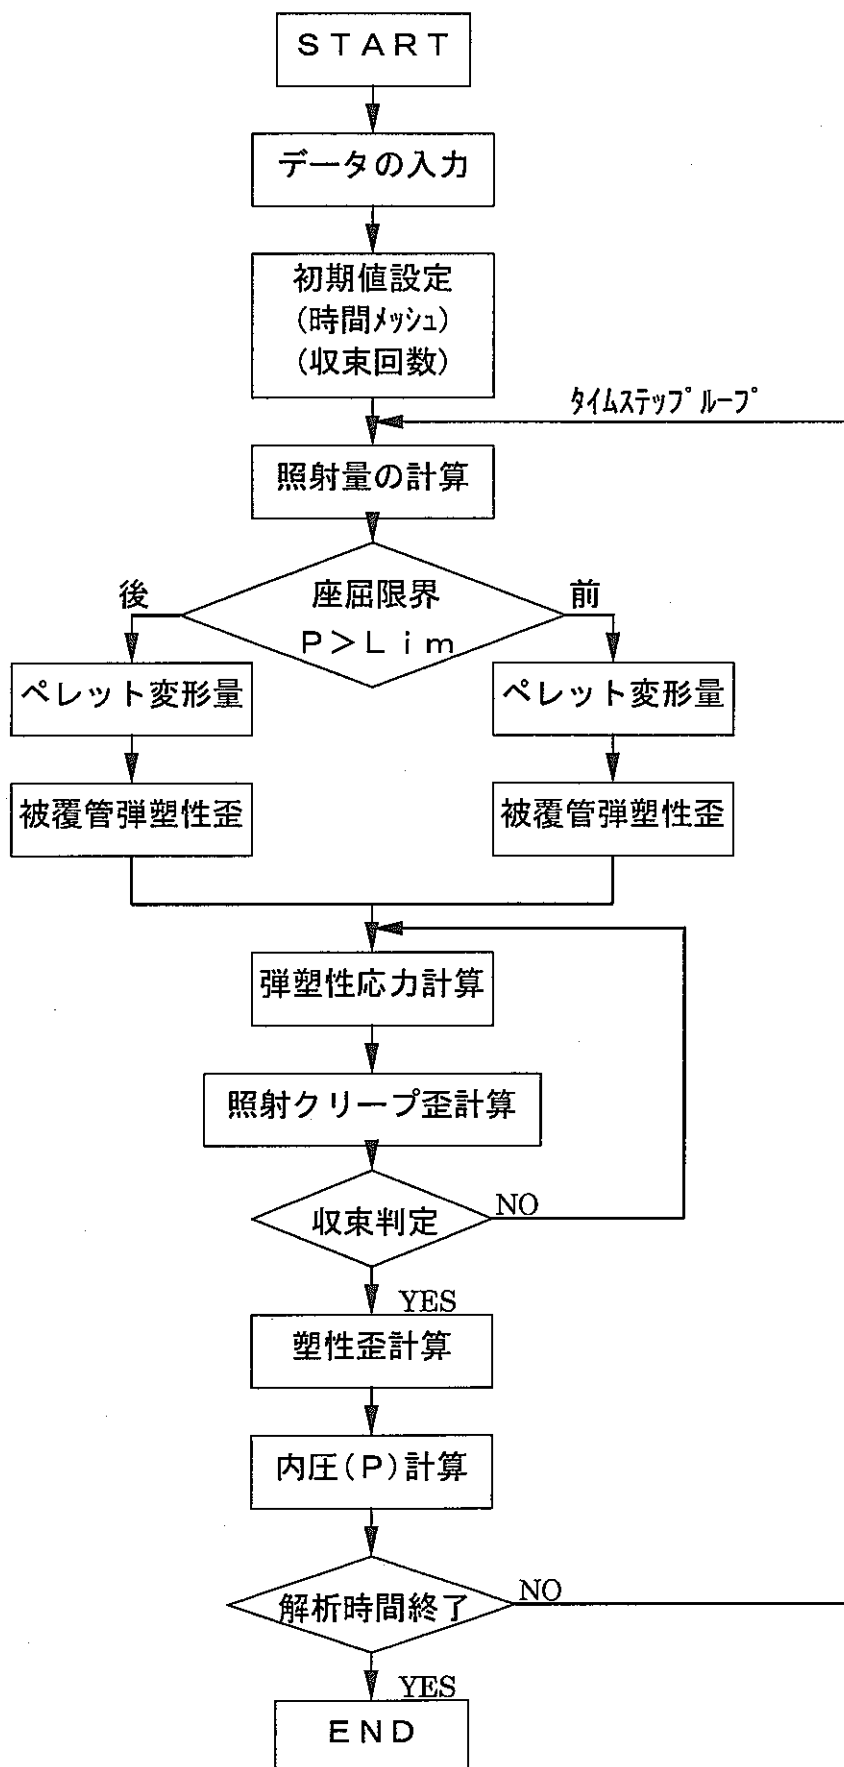 START
データの入力
初期値設定
(時間メッシュ)
(収束回数)
タイムステップループ
照射量の計算
後
座屈限界
P>Lim
前
ペレット変形量
ペレット変形量
被覆管弾塑性歪
被覆管弾塑性歪
弾塑性応力計算
照射クリープ歪計算
収束判定
NO
YES
塑性歪計算
内圧(P)計算
解析時間終了
NO
YES
END